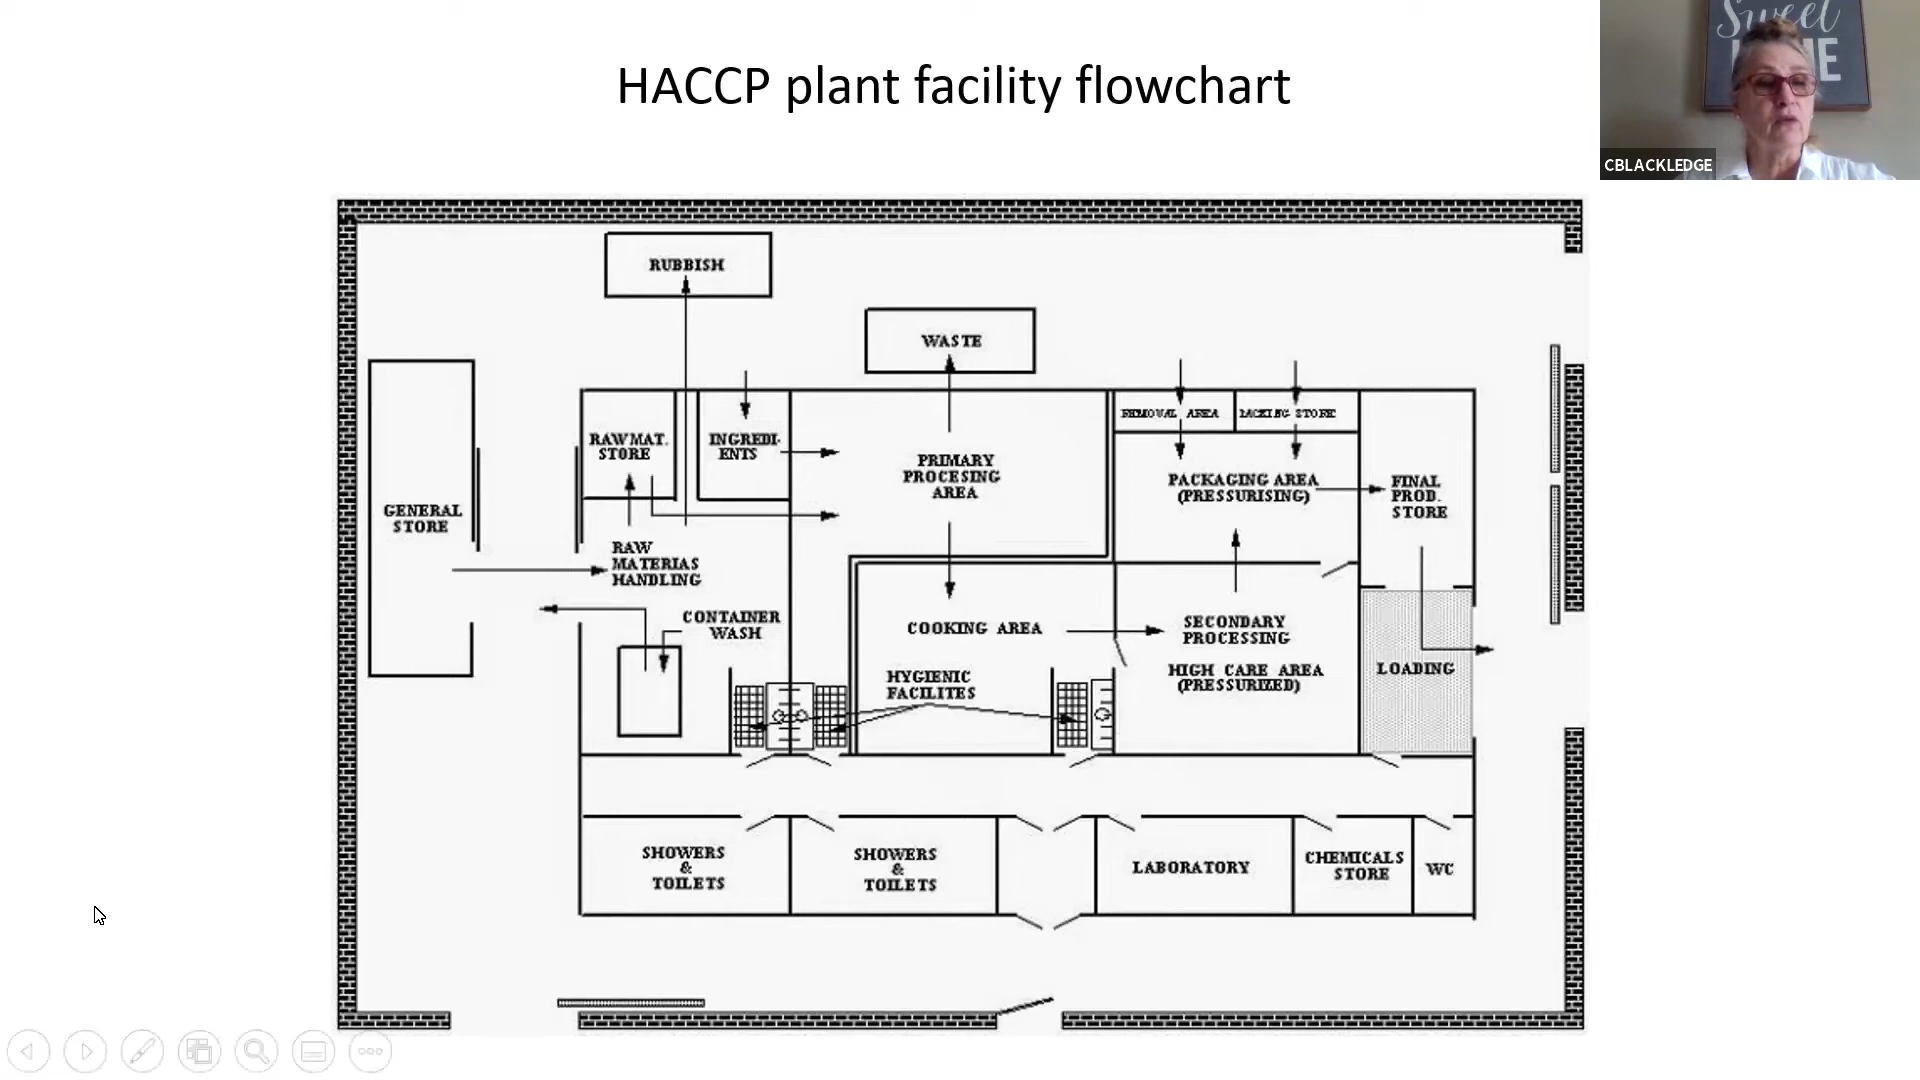 HACCP plant facility flowchart
Sweet
CBLACKLEDGE
RUBBISH
WASTE
REMOVAL AREA
PACKING STORE
RAW MAT.
STORE
INGREDI-
ENTS
PRIMARY
PROCESING
AREA
PACKAGING AREA
(PRESSURISING)
FINAL
PROD.
STORE
GENERAL
STORE
RAW
MATERIAS
HANDLING
CONTAINER
WASH
COOKING AREA
SECONDARY
PROCESSING
HIGH CARE AREA
(PRESSURIZED)
LOADING
HYGIENIC
FACILITES
SHOWERS
&
TOILETS
SHOWERS
&
TOILETS
LABORATORY
CHEMICALS
STORE
WC